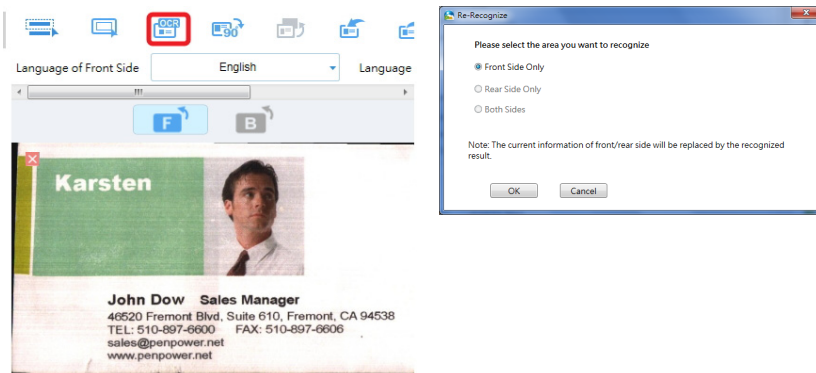 OCR
90°
Language of Front Side
English
Language
F
B
Karsten
John Dow Sales Manager
46520 Fremont Blvd, Suite 610, Fremont, CA 94538
TEL: 510-897-6600 FAX: 510-897-6606
sales@penpower.net
www.penpower.net
Re-Recognize
Please select the area you want to recognize
Front Side Only
Rear Side Only
Both Sides
Note: The current information of front/rear side will be replaced by the recognized
result.
OK Cancel